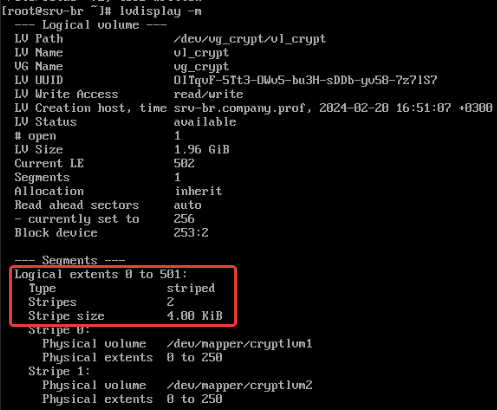 [root@srv-br ~]# lvdisplay -m
--- Logical volume ---
LV Path /dev/vg_crypt/vl_crypt
LV Name vl_crypt
VG Name vg_crypt
LV UUID OITqvF-5Tt3-OWv5-bu3H-sDDb-yv58-7z7lS7
LV Write Access read/write
LV Creation host, time srv-br.company.prof, 2024-02-20 16:51:07 +0300
LV Status available
# open 1
LV Size 1.96 GiB
Current LE 502
Segments 1
Allocation inherit
Read ahead sectors auto
- currently set to 256
Block device 253:2
--- Segments ---
Logical extents 0 to 501:
Type striped
Stripes 2
Stripe size 4.00 KiB
Stripe 0:
Physical volume /dev/mapper/cryptlvm1
Physical extents 0 to 250
Stripe 1:
Physical volume /dev/mapper/cryptlvm2
Physical extents 0 to 250